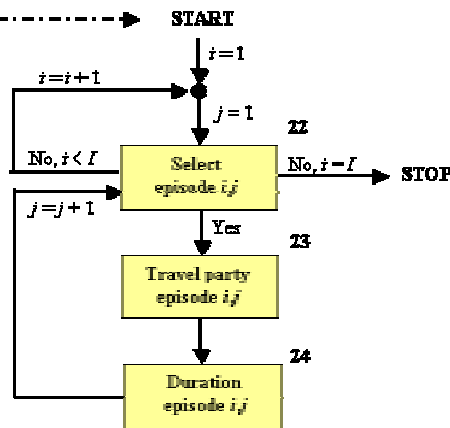 START
i=1
i=i+1
j=1
22
Select
episode i,j
No, i<I
No, i=I
STOP
j=j+1
Yes
23
Travel party
episode i,j
24
Duration
episode i,j